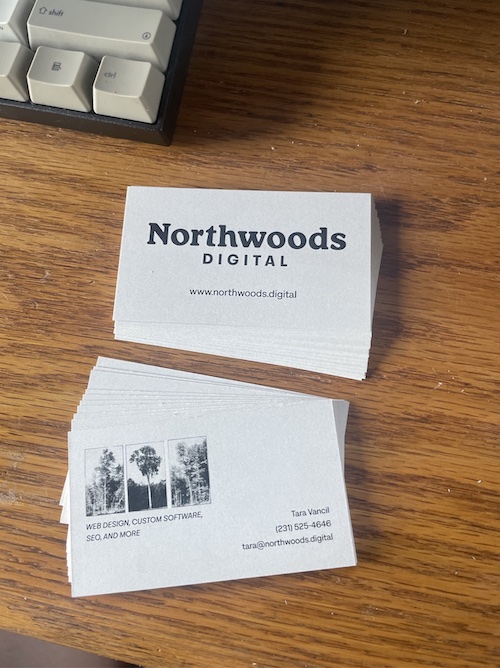 shift
ctrl
Northwoods
DIGITAL
www.northwoods.digital
WEB DESIGN, CUSTOM SOFTWARE,
SEO, AND MORE
Tara Vancil
(231) 525-4646
tara@northwoods.digital